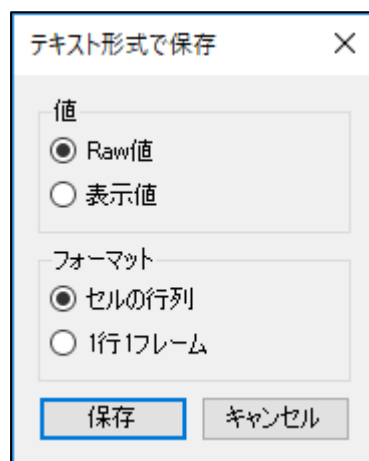 テキスト形式で保存
値
Raw値
表示値
フォーマット
セルの行列
1行1フレーム
保存 キャンセル